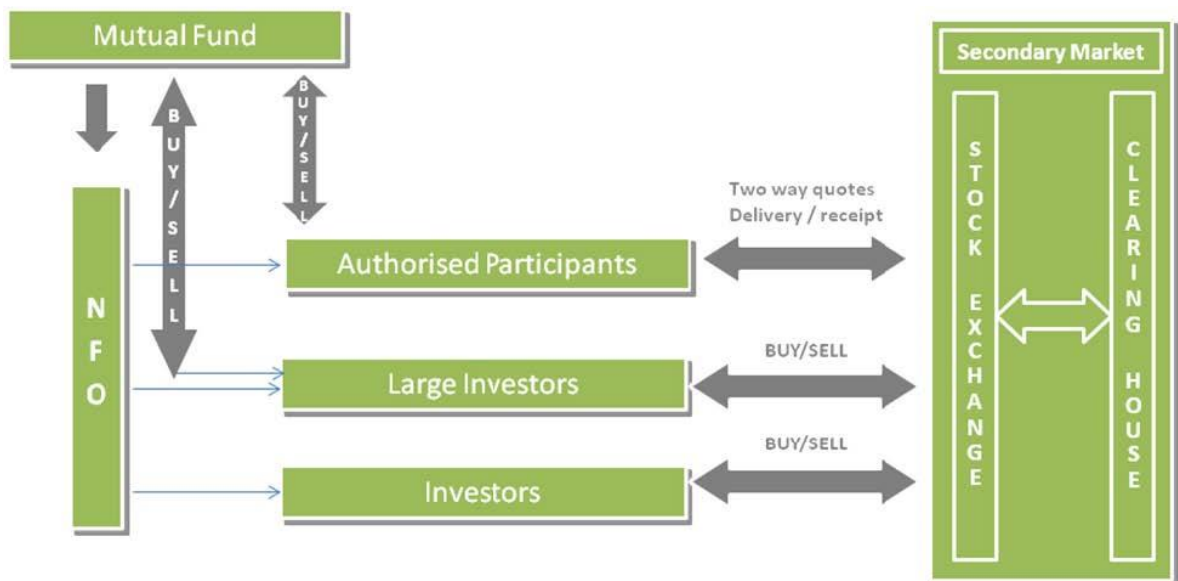 Mutual Fund
Secondary Market
BUY/SELL
BUY/SELL
NFO
Two way quotes
Delivery / receipt
Authorised Participants
BUY/SELL
Large Investors
BUY/SELL
Investors
STOCK EXCHANGE
CLEARING HOUSE